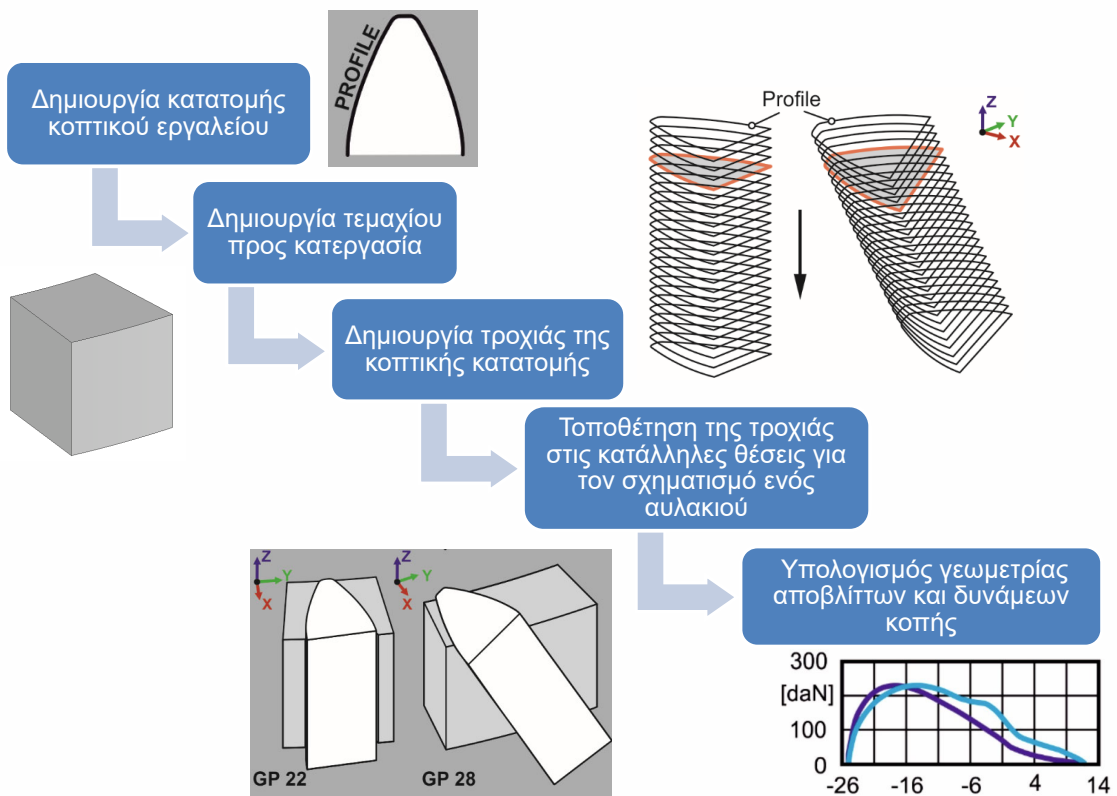 PROFILE
Δημιουργία κατατομής
κοπτικού εργαλείου
Profile
Z
Y
X
Δημιουργία τεμαχίου
προς κατεργασία
Δημιουργία τροχιάς της
κοπτικής κατατομής
Τοποθέτηση της τροχιάς
στις κατάλληλες θέσεις για
τον σχηματισμό ενός
αυλακιού
Z
Y
X
Z
Y
X
GP 22
GP 28
Υπολογισμός γεωμετρίας
αποβλίττων και δυνάμεων
κοπής
300
[daN]
100
0
-26 -16 -6 4 14